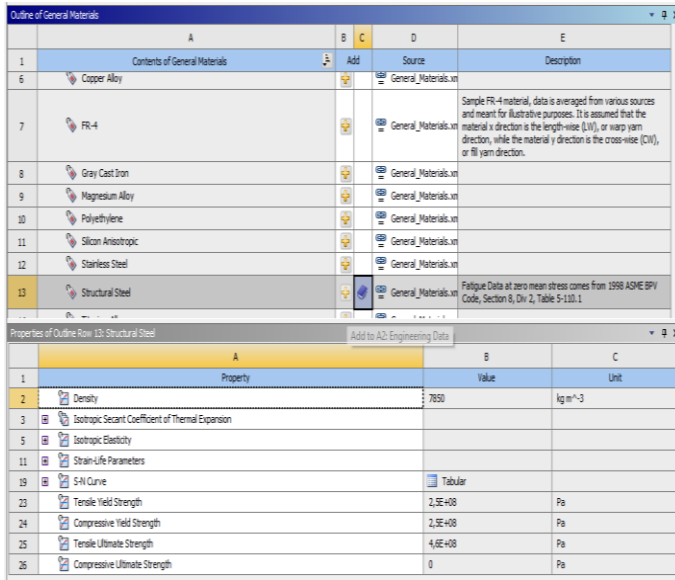 Outline of General Materials
A B C D E
1 Contents of General Materials Add Source Description
6 Copper Alloy General_Materials.xm
7 FR-4 General_Materials.xm
Sample FR-4 material, data is averaged from various sources
and meant for illustrative purposes. It is assumed that the
material x direction is the length-wise (LW), or warp yarn
direction, while the material y direction is the cross-wise (CW),
or fill yarn direction.
8 Gray Cast Iron General_Materials.xm
9 Magnesium Alloy General_Materials.xm
10 Polyethylene General_Materials.xm
11 Silicon Anisotropic General_Materials.xm
12 Stainless Steel General_Materials.xm
13 Structural Steel General_Materials.xm
Fatigue Data at zero mean stress comes from 1998 ASME BPV
Code, Section 8, Div 2, Table 5-110.1
Properties of Outline Row 13: Structural Steel
Add to A2: Engineering Data
A B C
1 Property Value Unit
2 Density 7850 kg m^-3
3 Isotropic Secant Coefficient of Thermal Expansion
5 Isotropic Elasticity
11 Strain-Life Parameters
19 S-N Curve Tabular
23 Tensile Yield Strength 2,5E+08 Pa
24 Compressive Yield Strength 2,5E+08 Pa
25 Tensile Ultimate Strength 4,6E+08 Pa
26 Compressive Ultimate Strength 0 Pa